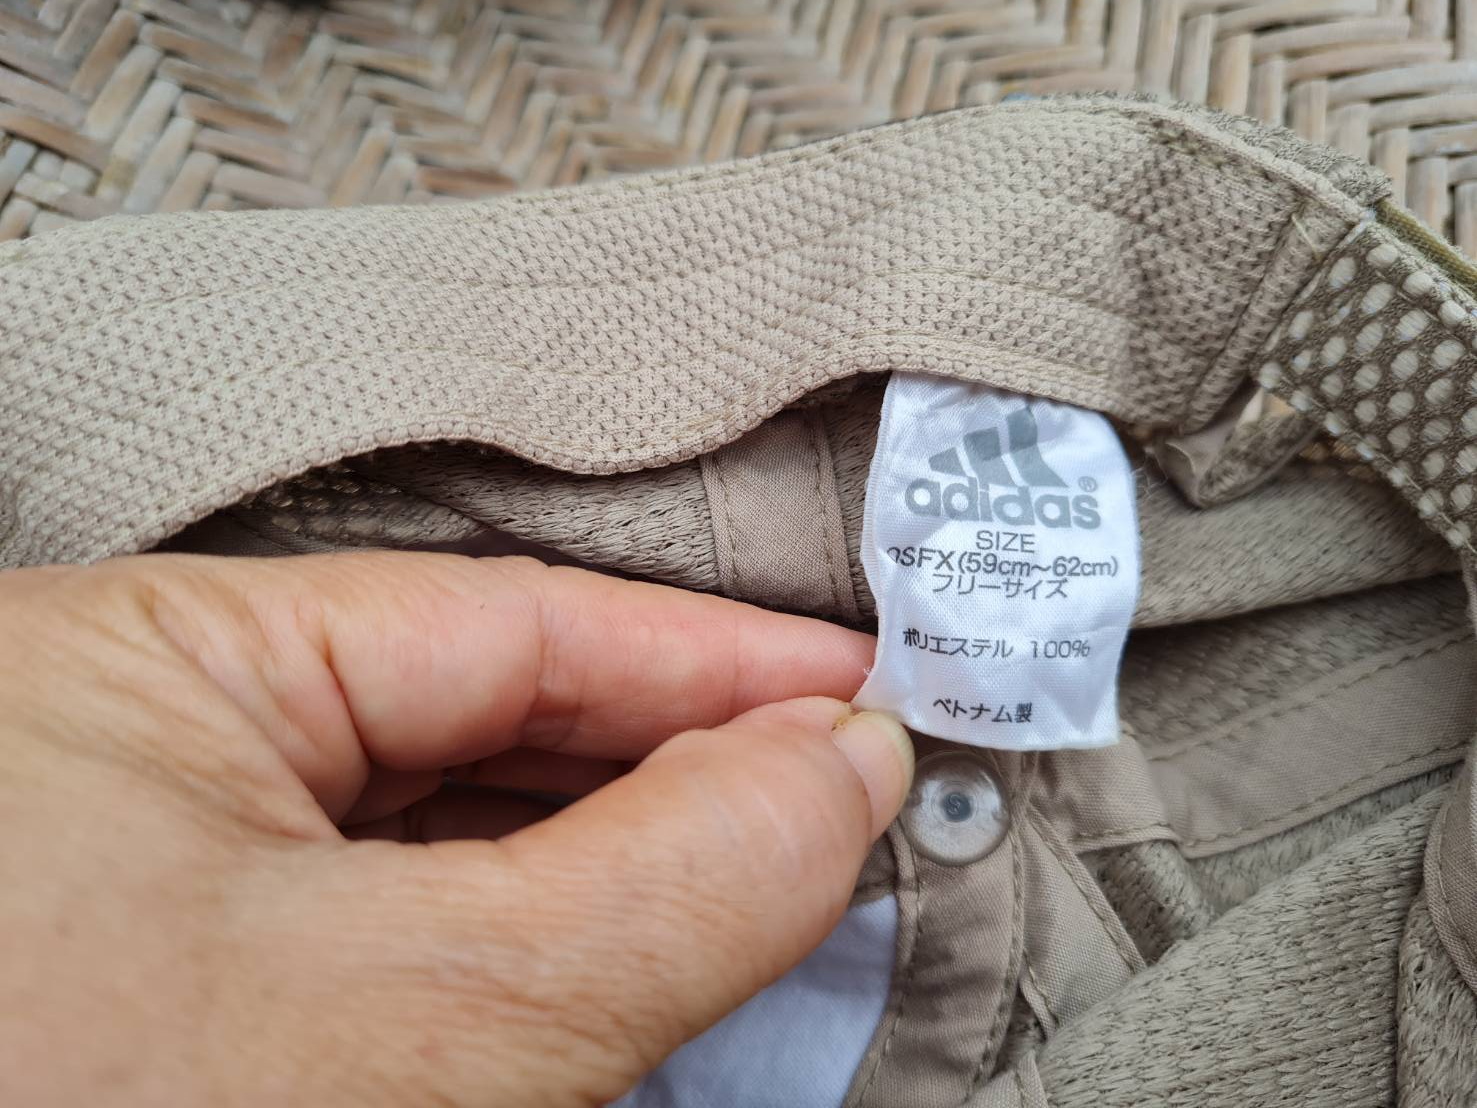 adidas®
SIZE
OSFX(59cm〜62cm)
フリーサイズ
ポリエステル 100%
ベトナム製